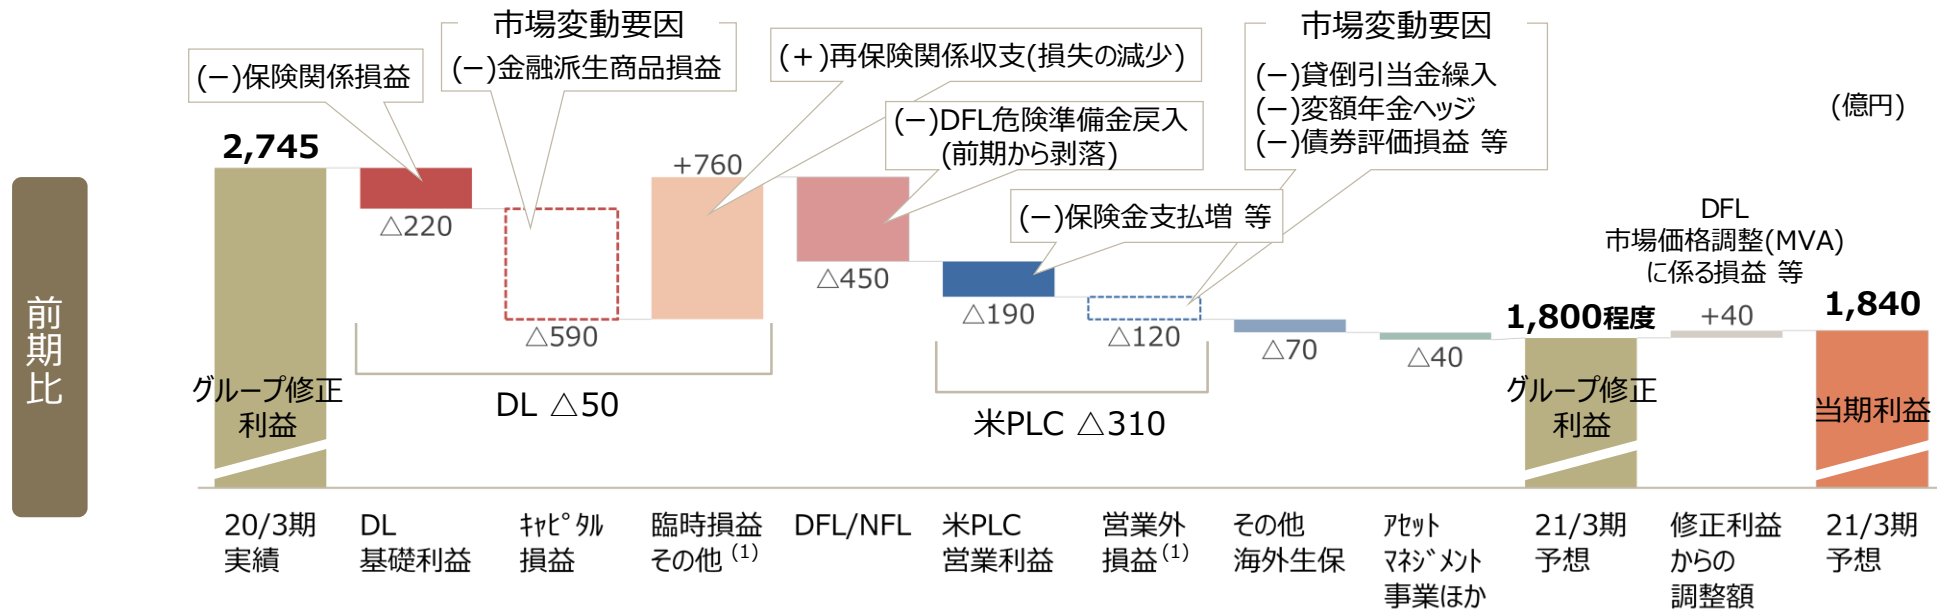 前期比
(億円)
市場変動要因
(−)金融派生商品損益
(−)保険関係損益
(+)再保険関係収支(損失の減少)
(−)DFL危険準備金戻入
(前期から剥落)
市場変動要因
(−)貸倒引当金繰入
(−)変額年金ヘッジ
(−)債券評価損益 等
(−)保険金支払増 等
DFL
市場価格調整(MVA)
に係る損益 等
2,745
△220
△590
+760
△450
△190
△120
△70
△40
1,800程度
+40
1,840
グループ修正
利益
DL △50
米PLC △310
グループ修正
利益
当期利益
20/3期
実績
DL
基礎利益
ｷｬﾋﾟﾀﾙ
損益
臨時損益
その他(1)
DFL/NFL
米PLC
営業利益
営業外
損益(1)
その他
海外生保
ｱｾｯﾄ
ﾏﾈｼﾞﾒﾝﾄ
事業ほか
21/3期
予想
修正利益
からの
調整額
21/3期
予想